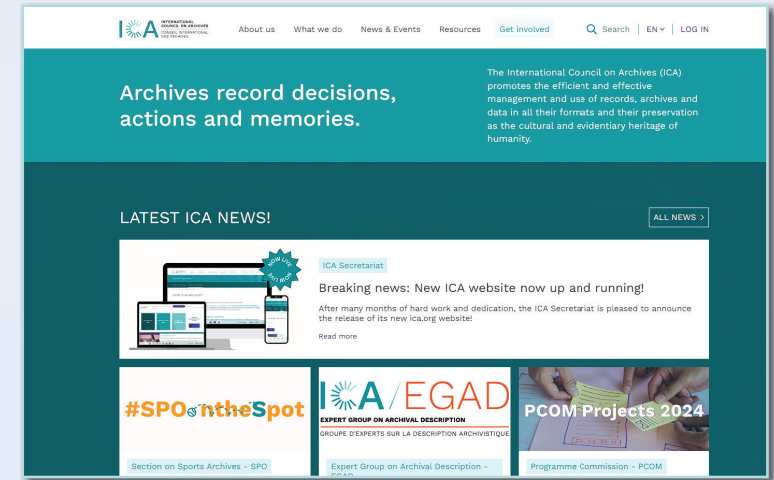 ICA INTERNATIONAL
COUNCIL ON ARCHIVES
CONSEIL INTERNATIONAL
DES ARCHIVES
About us What we do News & Events Resources Get involved Search EN LOG IN
Archives record decisions,
actions and memories.
The International Council on Archives (ICA)
promotes the efficient and effective
management and use of records, archives and
data in all their formats and their preservation
as the cultural and evidentiary heritage of
humanity.
LATEST ICA NEWS!
ALL NEWS >
NOW LIVE
NOW LIVE
ICA Secretariat
Breaking news: New ICA website now up and running!
After many months of hard work and dedication, the ICA Secretariat is pleased to announce
the release of its new ica.org website!
Read more
#SPOontheSpot
Section on Sports Archives - SPO
ICA/EGAD
EXPERT GROUP ON ARCHIVAL DESCRIPTION
GROUPE D'EXPERTS SUR LA DESCRIPTION ARCHIVISTIQUE
Expert Group on Archival Description -
EGAD
PCOM Projects 2024
Programme Commission - PCOM